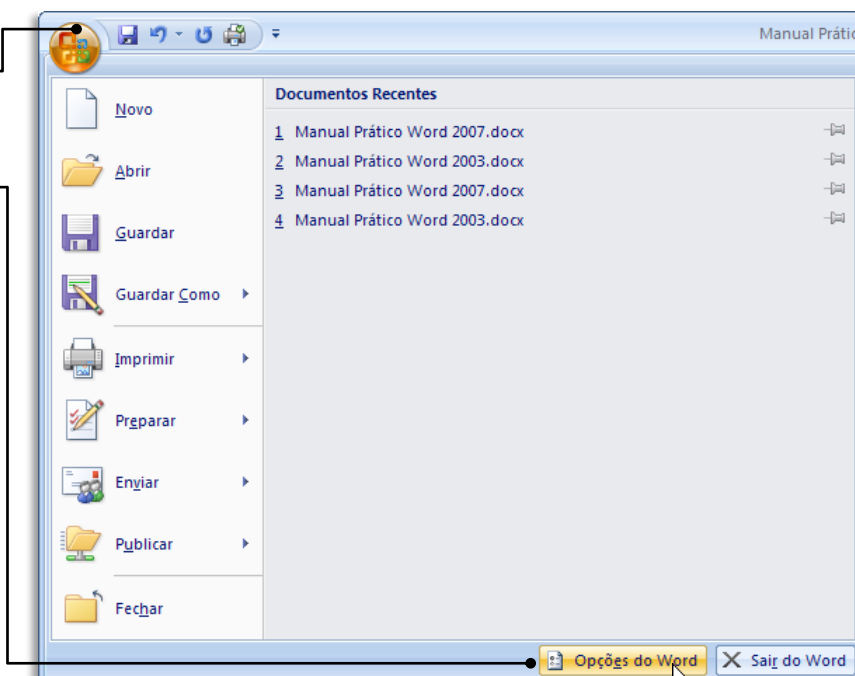 Manual Prátic
Novo
Abrir
Guardar
Guardar Como
Imprimir
Preparar
Enviar
Publicar
Fechar
Documentos Recentes
1 Manual Prático Word 2007.docx
2 Manual Prático Word 2003.docx
3 Manual Prático Word 2007.docx
4 Manual Prático Word 2003.docx
Opções do Word
Sair do Word